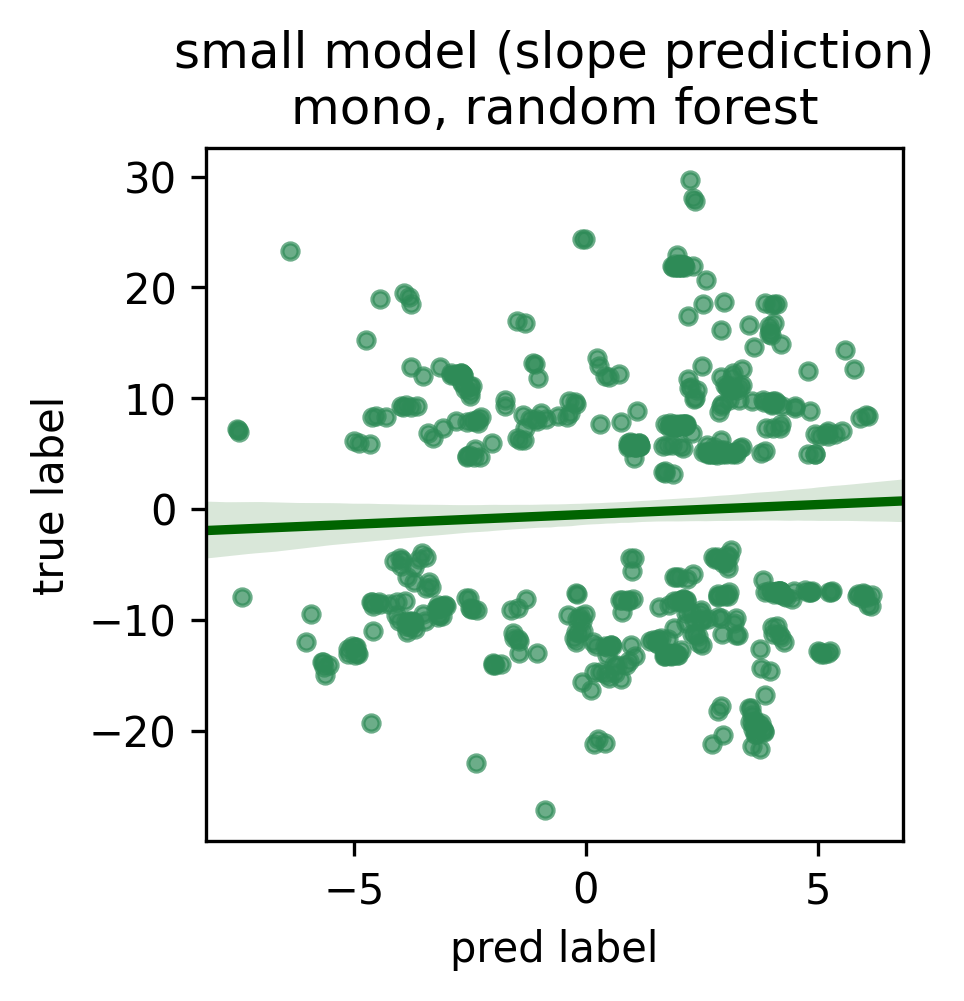 small model (slope prediction)
mono, random forest
30
20
10
0
−10
−20
true label
−5
0
5
pred label